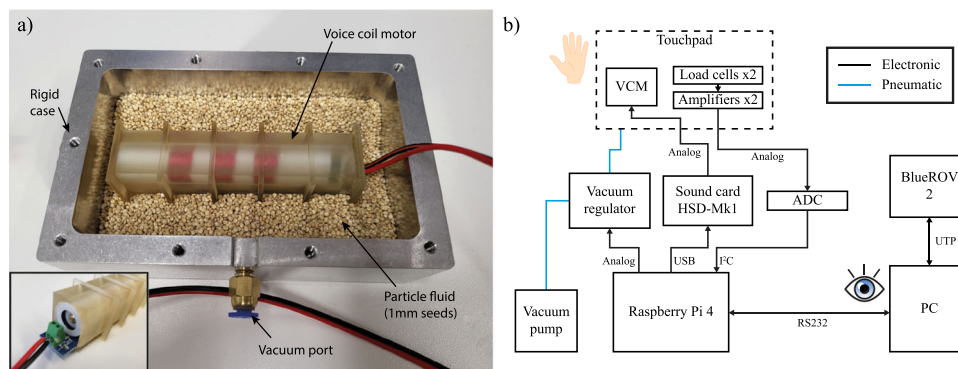 a)
Voice coil motor
Rigid
case
Particle fluid
(1mm seeds)
Vacuum port
b)
Touchpad
VCM
Load cells x2
Amplifiers x2
Electronic
Pneumatic
Analog
Analog
Vacuum
regulator
Sound card
HSD-Mk1
ADC
BlueROV
2
Analog
USB
I²C
UTP
Vacuum
pump
Raspberry Pi 4
RS232
PC